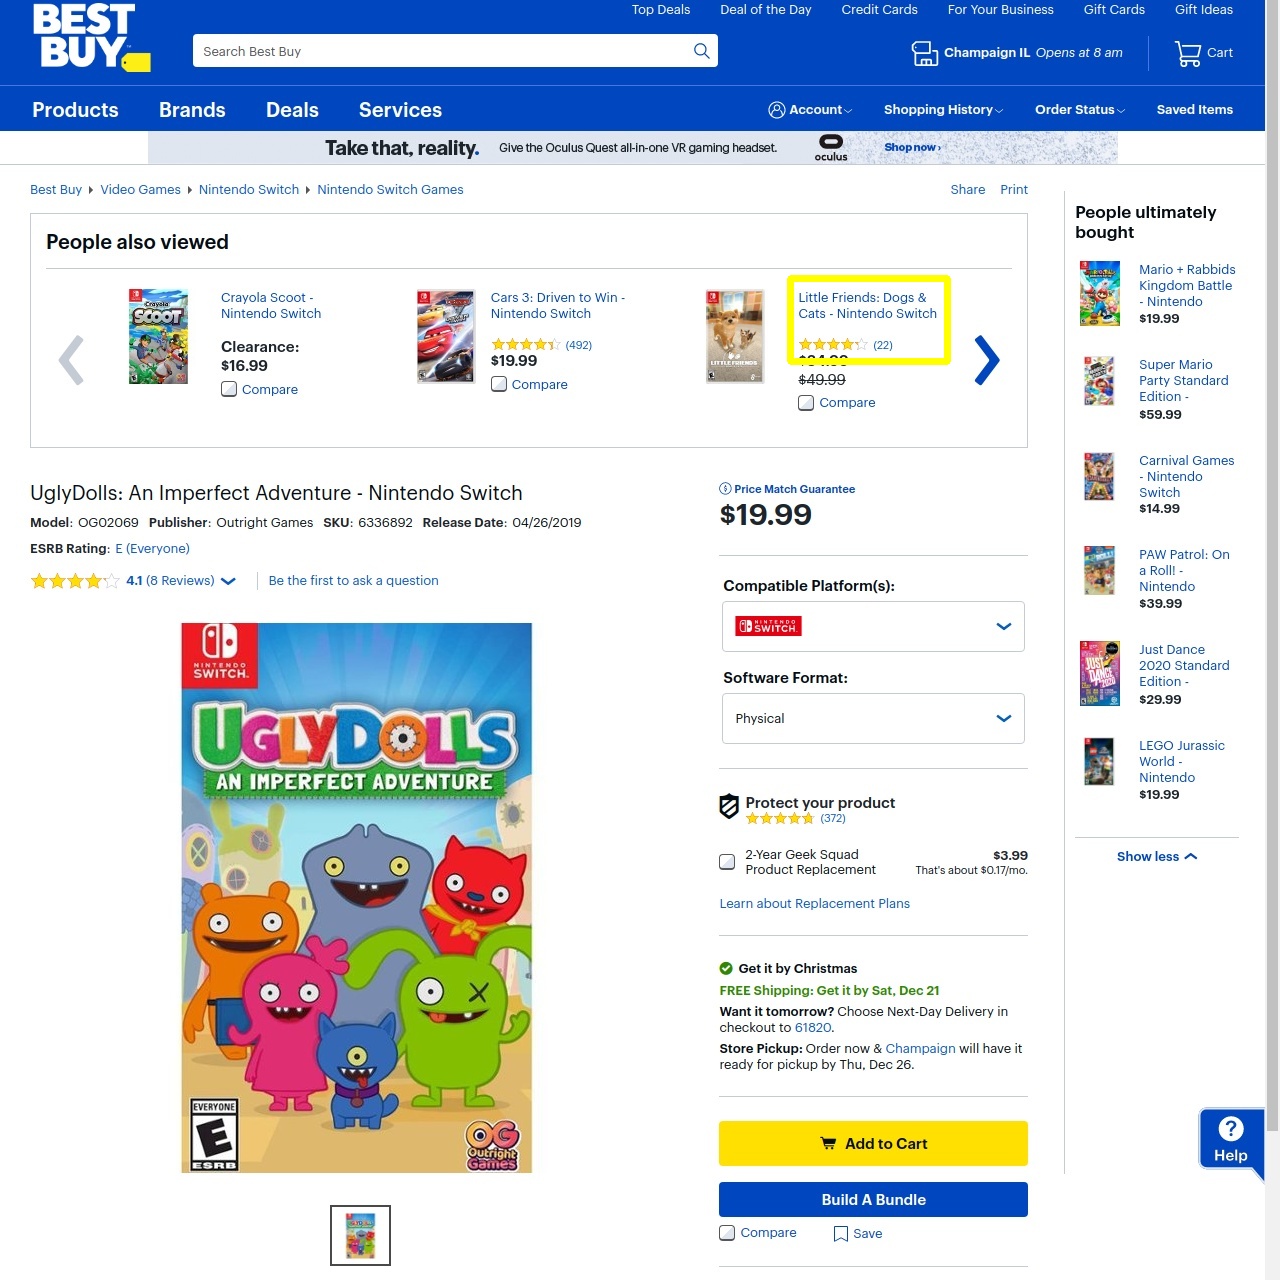 BEST
BUY
Top Deals
Deal of the Day
Credit Cards
For Your Business
Gift Cards
Gift Ideas
Search Best Buy
Champaign IL Opens at 8 am
Cart
Products
Brands
Deals
Services
Account
Shopping History
Order Status
Saved Items
Take that, reality.
Give the Oculus Quest all-in-one VR gaming headset.
oculus
Shop now ›
Best Buy
Video Games
Nintendo Switch
Nintendo Switch Games
Share
Print
People also viewed
Crayola
SCOOT
Crayola Scoot -
Nintendo Switch
Clearance:
$16.99
Compare
Cars 3: Driven to Win -
Nintendo Switch
(492)
$19.99
Compare
LITTLE FRIENDS
Little Friends: Dogs &
Cats - Nintendo Switch
(22)
$49.99
Compare
People ultimately
bought
Mario + Rabbids
Kingdom Battle
- Nintendo
$19.99
Super Mario
Party Standard
Edition -
$59.99
Carnival Games
- Nintendo
Switch
$14.99
PAW Patrol: On
a Roll! -
Nintendo
$39.99
JUST
DANCE
2020
Just Dance
2020 Standard
Edition -
$29.99
LEGO Jurassic
World -
Nintendo
$19.99
Show less
UglyDolls: An Imperfect Adventure - Nintendo Switch
Model: OG02069 Publisher: Outright Games SKU: 6336892 Release Date: 04/26/2019
ESRB Rating: E (Everyone)
4.1 (8 Reviews)
Be the first to ask a question
NINTENDO
SWITCH.
UGLYDOLLS
AN IMPERFECT ADVENTURE
EVERYONE
E
ESRB
OG
Outright
Games
Price Match Guarantee
$19.99
Compatible Platform(s):
NINTENDO
SWITCH.
Software Format:
Physical
Protect your product
(372)
2-Year Geek Squad
Product Replacement
$3.99
That's about $0.17/mo.
Learn about Replacement Plans
Get it by Christmas
FREE Shipping: Get it by Sat, Dec 21
Want it tomorrow? Choose Next-Day Delivery in
checkout to 61820.
Store Pickup: Order now & Champaign will have it
ready for pickup by Thu, Dec 26.
Add to Cart
Build A Bundle
Compare
Save
?
Help